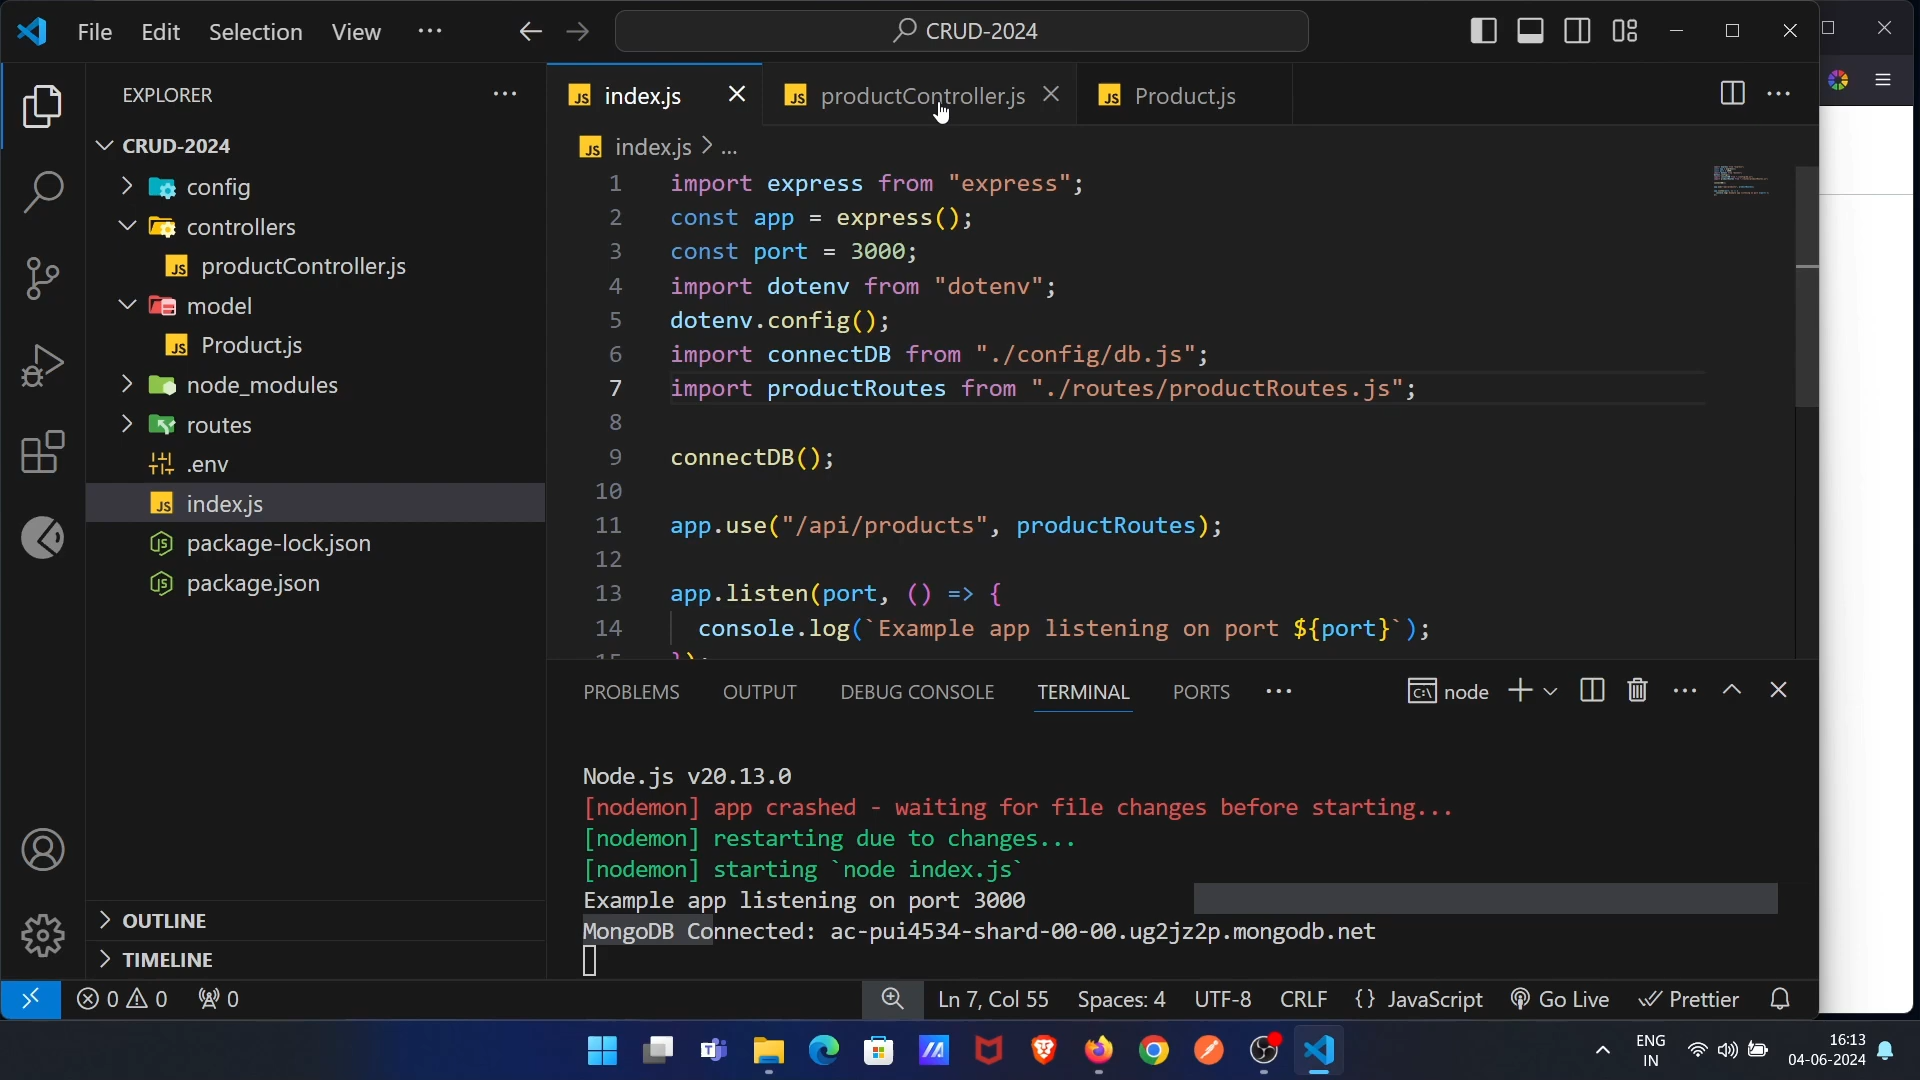 File Edit Selection View ··· CRUD-2024
EXPLORER ···
index.js productController.js Product.js
CRUD-2024
config
controllers
productController.js
model
Product.js
node_modules
routes
.env
index.js
package-lock.json
package.json
OUTLINE
TIMELINE
index.js > ...
1 import express from "express";
2 const app = express();
3 const port = 3000;
4 import dotenv from "dotenv";
5 dotenv.config();
6 import connectDB from "./config/db.js";
7 import productRoutes from "./routes/productRoutes.js";
8
9 connectDB();
10
11 app.use("/api/products", productRoutes);
12
13 app.listen(port, () => {
14 console.log(`Example app listening on port ${port}`);
15 });
PROBLEMS OUTPUT DEBUG CONSOLE TERMINAL PORTS ··· node
Node.js v20.13.0
[nodemon] app crashed - waiting for file changes before starting...
[nodemon] restarting due to changes...
[nodemon] starting `node index.js`
Example app listening on port 3000
MongoDB Connected: ac-pui4534-shard-00-00.ug2jz2p.mongodb.net
0 0 0 Ln 7, Col 55 Spaces: 4 UTF-8 CRLF {} JavaScript Go Live Prettier
ENG
IN
16:13
04-06-2024